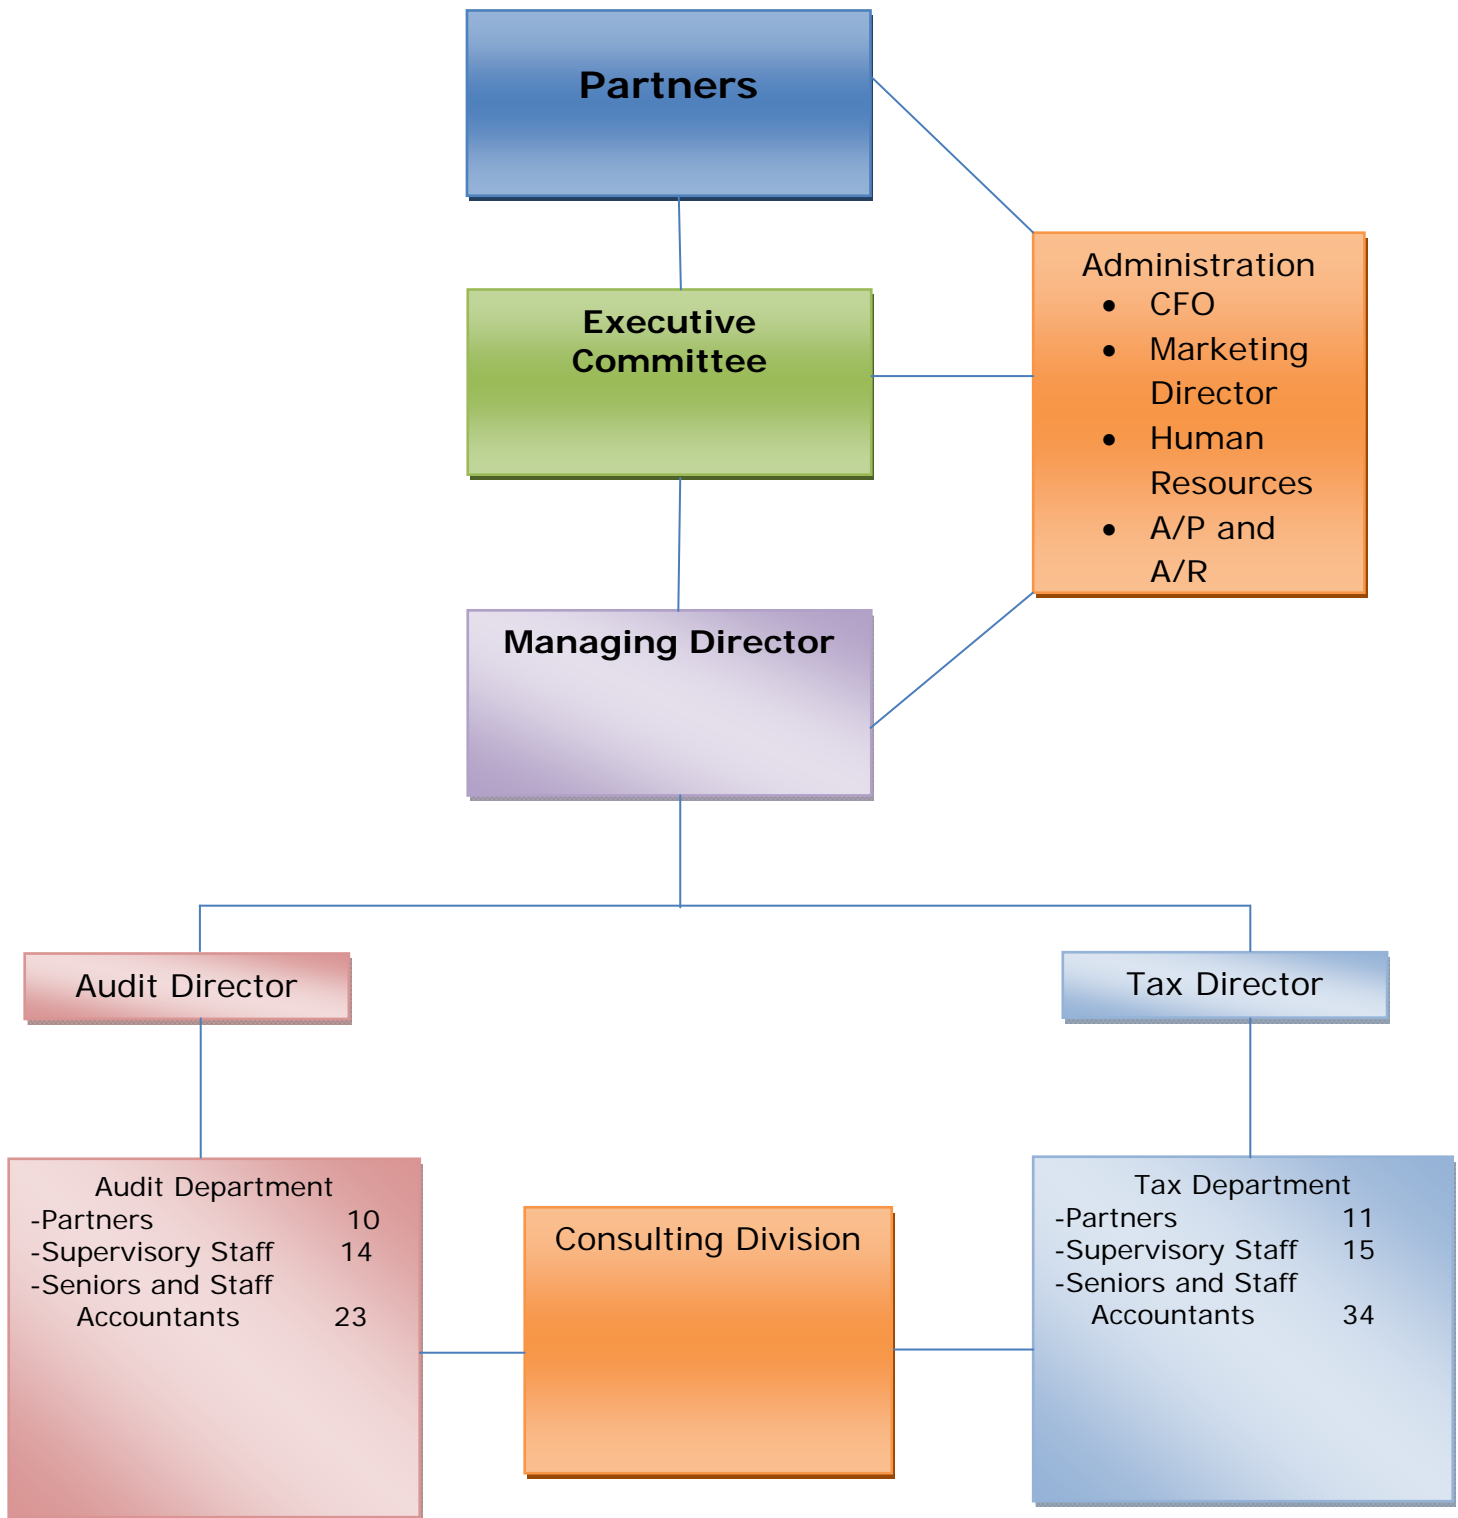 Partners
Executive
Committee
Administration
• CFO
• Marketing
Director
• Human
Resources
• A/P and
A/R
Managing Director
Audit Director
Tax Director
Audit Department
-Partners 10
-Supervisory Staff 14
-Seniors and Staff
Accountants 23
Consulting Division
Tax Department
-Partners 11
-Supervisory Staff 15
-Seniors and Staff
Accountants 34